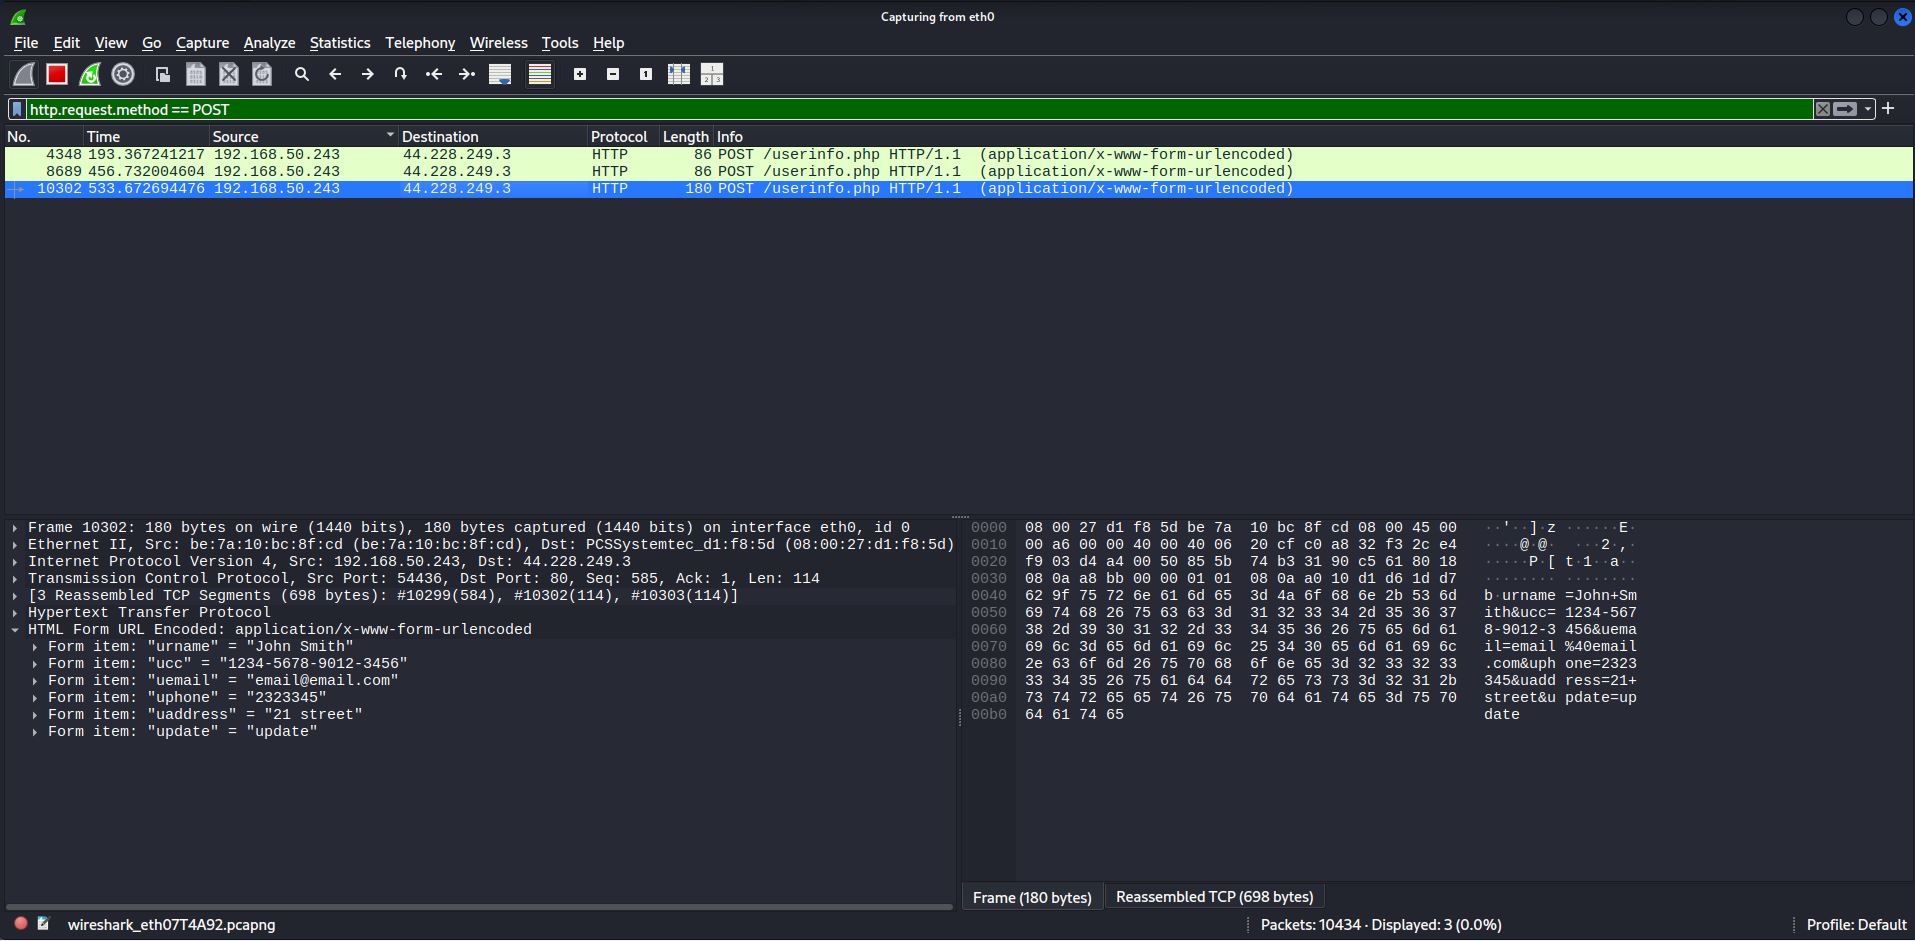 Capturing from eth0
File Edit View Go Capture Analyze Statistics Telephony Wireless Tools Help
http.request.method == POST
No. Time Source Destination Protocol Length Info
4348 193.367241217 192.168.50.243 44.228.249.3 HTTP 86 POST /userinfo.php HTTP/1.1 (application/x-www-form-urlencoded)
8689 456.732004604 192.168.50.243 44.228.249.3 HTTP 86 POST /userinfo.php HTTP/1.1 (application/x-www-form-urlencoded)
10302 533.672694476 192.168.50.243 44.228.249.3 HTTP 180 POST /userinfo.php HTTP/1.1 (application/x-www-form-urlencoded)
Frame 10302: 180 bytes on wire (1440 bits), 180 bytes captured (1440 bits) on interface eth0, id 0
Ethernet II, Src: be:7a:10:bc:8f:cd (be:7a:10:bc:8f:cd), Dst: PCSSystemtec_d1:f8:5d (08:00:27:d1:f8:5d)
Internet Protocol Version 4, Src: 192.168.50.243, Dst: 44.228.249.3
Transmission Control Protocol, Src Port: 54436, Dst Port: 80, Seq: 585, Ack: 1, Len: 114
[3 Reassembled TCP Segments (698 bytes): #10299(584), #10302(114), #10303(114)]
Hypertext Transfer Protocol
HTML Form URL Encoded: application/x-www-form-urlencoded
Form item: "urname" = "John Smith"
Form item: "ucc" = "1234-5678-9012-3456"
Form item: "uemail" = "email@email.com"
Form item: "uphone" = "2323345"
Form item: "uaddress" = "21 street"
Form item: "update" = "update"
0000 08 00 27 d1 f8 5d be 7a 10 bc 8f cd 08 00 45 00 ··'··]·z ······E·
0010 00 a6 00 00 40 00 40 06 20 cf c0 a8 32 f3 2c e4 ····@·@· ···2·,·
0020 f9 03 d4 a4 00 50 85 5b 74 b3 31 90 c5 61 80 18 ·····P·[ t·1··a··
0030 08 0a a8 bb 00 00 01 01 08 0a a0 10 d1 d6 1d d7 ········ ········
0040 62 9f 75 72 6e 61 6d 65 3d 4a 6f 68 6e 2b 53 6d b·urname =John+Sm
0050 69 74 68 26 75 63 63 3d 31 32 33 34 2d 35 36 37 ith&ucc= 1234-567
0060 38 2d 39 30 31 32 2d 33 34 35 36 26 75 65 6d 61 8-9012-3 456&uema
0070 69 6c 3d 65 6d 61 69 6c 25 34 30 65 6d 61 69 6c il=email %40email
0080 2e 63 6f 6d 26 75 70 68 6f 6e 65 3d 32 33 32 33 .com&uph one=2323
0090 33 34 35 26 75 61 64 64 72 65 73 73 3d 32 31 2b 345&uadd ress=21+
00a0 73 74 72 65 65 74 26 75 70 64 61 74 65 3d 75 70 street&u pdate=up
00b0 64 61 74 65 date
Frame (180 bytes) Reassembled TCP (698 bytes)
wireshark_eth07T4A92.pcapng Packets: 10434 · Displayed: 3 (0.0%) Profile: Default